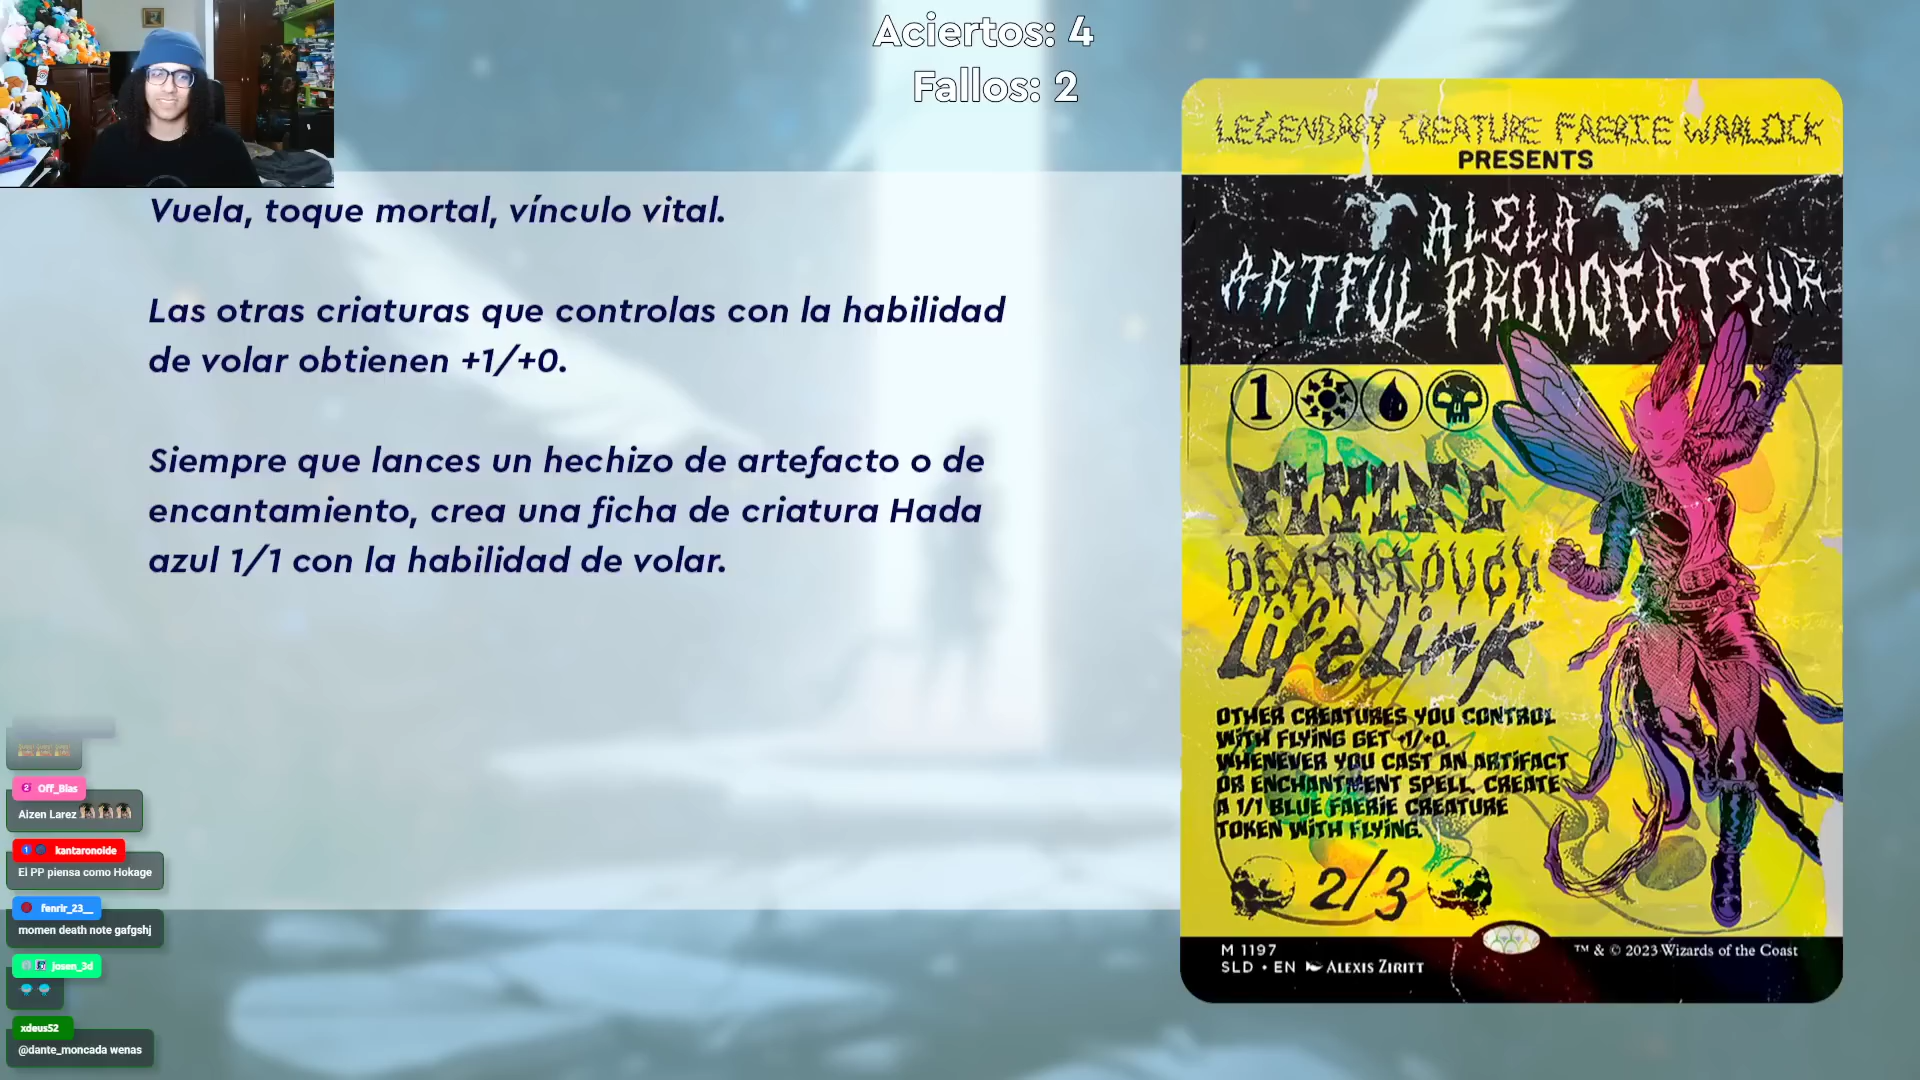 Aciertos: 4
Fallos: 2
Vuela, toque mortal, vínculo vital.
Las otras criaturas que controlas con la habilidad
de volar obtienen +1/+0.
Siempre que lances un hechizo de artefacto o de
encantamiento, crea una ficha de criatura Hada
azul 1/1 con la habilidad de volar.
LEGENDARY CREATURE FAERIE WARLOCK
PRESENTS
ALELA
ARTFUL PROVOCATEUR
1
FLYING
DEATHTOUCH
Lifelink
OTHER CREATURES YOU CONTROL
WITH FLYING GET +1/+0.
WHENEVER YOU CAST AN ARTIFACT
OR ENCHANTMENT SPELL, CREATE
A 1/1 BLUE FAERIE CREATURE
TOKEN WITH FLYING.
2/3
M 1197
SLD • EN ALEXIS ZIRITT
™ & © 2023 Wizards of the Coast
2 Off_Blas
Aizen Larez
1 kantaronoide
El PP piensa como Hokage
fenrir_23__
momen death note gafgshj
josen_3d
xdeus52
@dante_moncada wenas